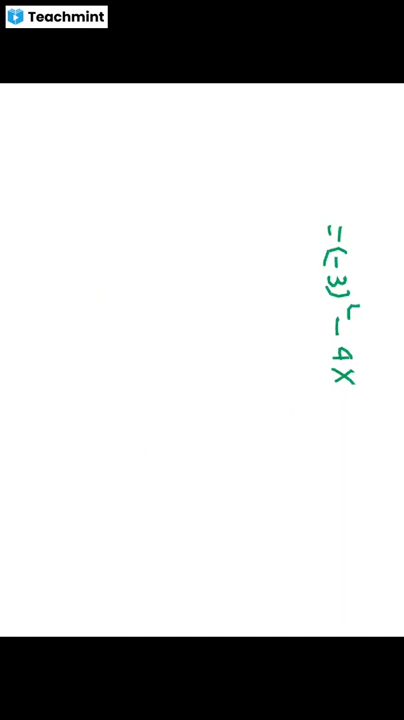 Teachmint
= (-3)² - 4x